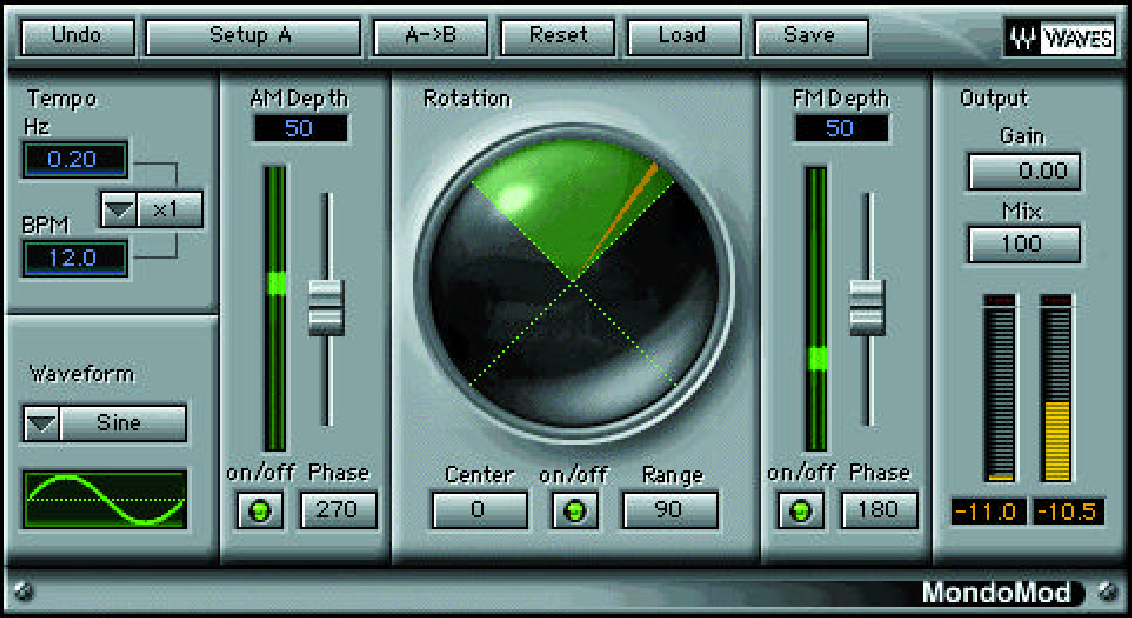 Undo
Setup A
A->B
Reset
Load
Save
WAVES
Tempo
Hz
0.20
x1
BPM
12.0
Waveform
Sine
AM Depth
50
on/off Phase
270
Rotation
Center on/off Range
0
90
FM Depth
50
on/off Phase
180
Output
Gain
0.00
Mix
100
-11.0 -10.5
MondoMod